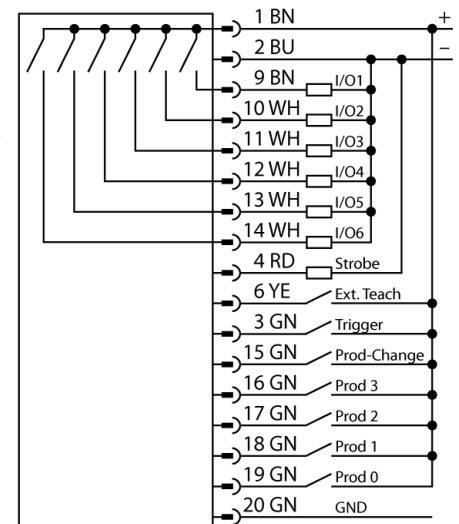 1 BN +
2 BU –
9 BN I/O1
10 WH I/O2
11 WH I/O3
12 WH I/O4
13 WH I/O5
14 WH I/O6
4 RD Strobe
6 YE Ext. Teach
3 GN Trigger
15 GN Prod-Change
16 GN Prod 3
17 GN Prod 2
18 GN Prod 1
19 GN Prod 0
20 GN GND